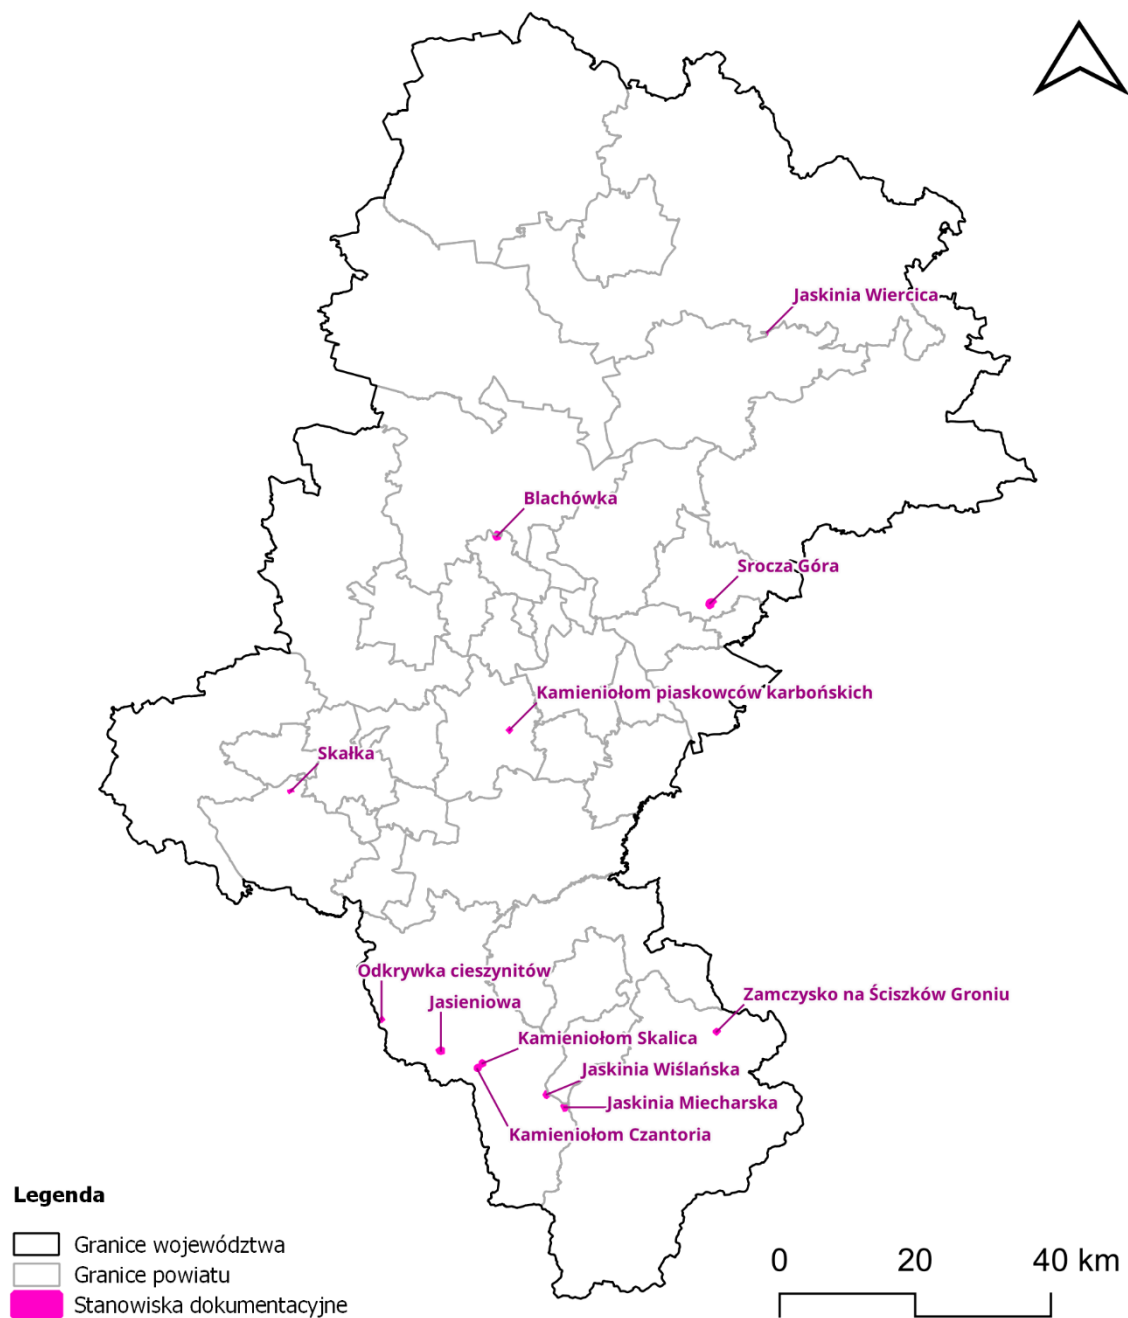 Jaskinia Wiercica
Blachówka
Srocza Góra
Kamieniołom piaskowców karbońskich
Skałka
Odkrywka cieszynitów
Jasieniowa
Zamczysko na Ściszków Groniu
Kamieniołom Skalica
Jaskinia Wiślańska
Jaskinia Miecharska
Kamieniołom Czantoria
Legenda
Granice województwa
Granice powiatu
Stanowiska dokumentacyjne
0 20 40 km